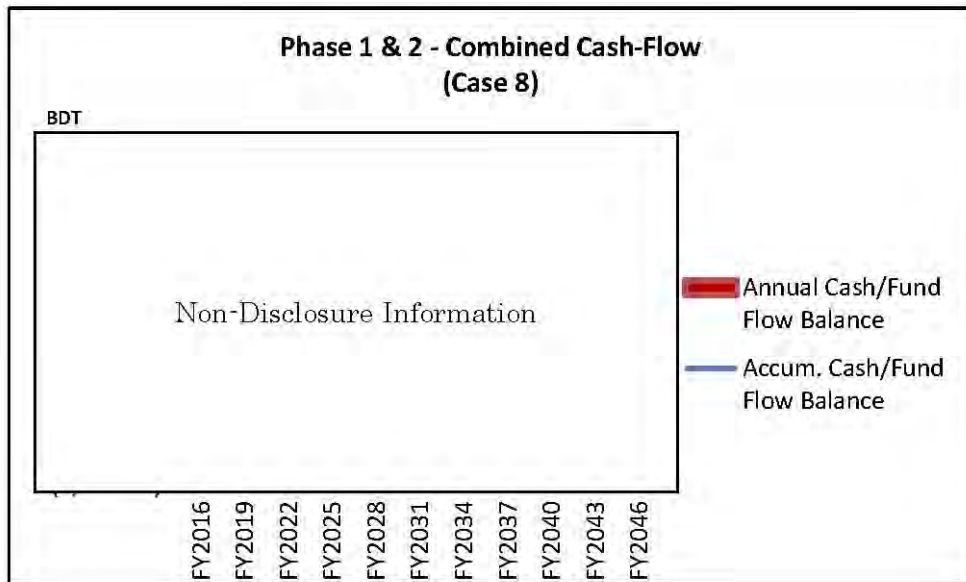 Phase 1 & 2 - Combined Cash-Flow
(Case 8)
BDT
Non-Disclosure Information
Annual Cash/Fund
Flow Balance
Accum. Cash/Fund
Flow Balance
FY2016
FY2019
FY2022
FY2025
FY2028
FY2031
FY2034
FY2037
FY2040
FY2043
FY2046